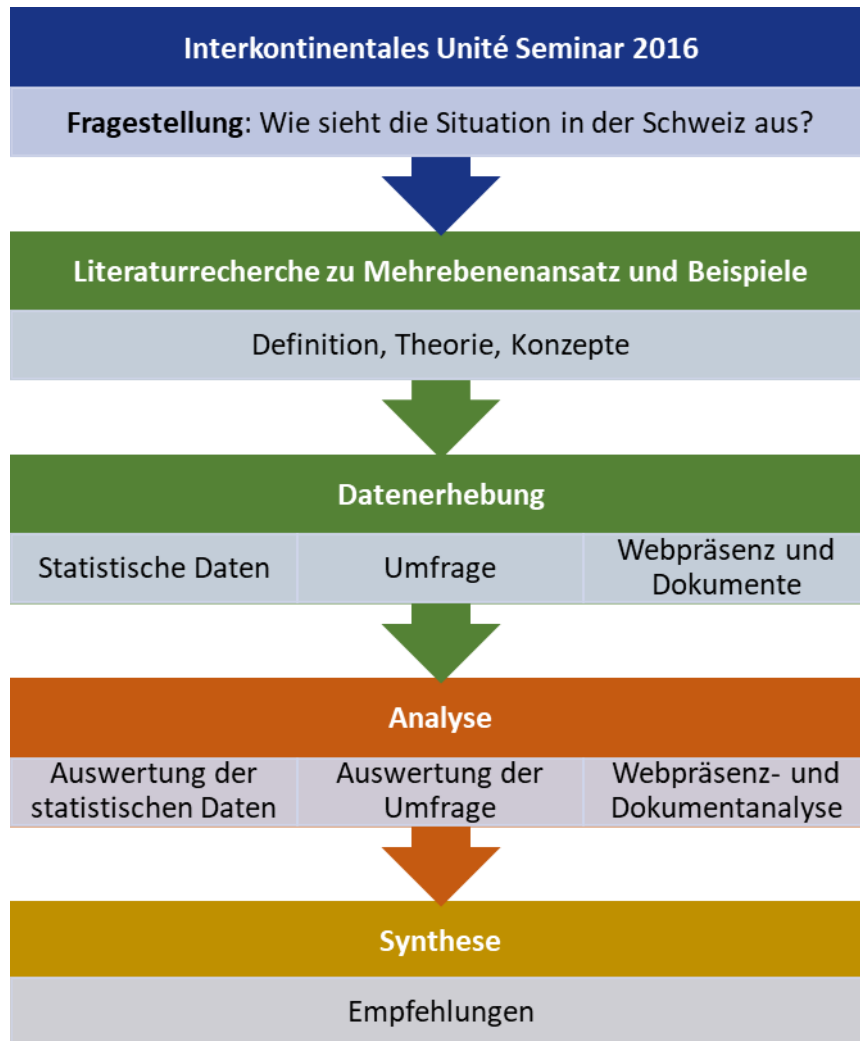 Interkontinentales Unité Seminar 2016
Fragestellung: Wie sieht die Situation in der Schweiz aus?
Literaturrecherche zu Mehrebenenansatz und Beispiele
Definition, Theorie, Konzepte
Datenerhebung
Statistische Daten
Umfrage
Webpräsenz und
Dokumente
Analyse
Auswertung der
statistischen Daten
Auswertung der
Umfrage
Webpräsenz- und
Dokumentanalyse
Synthese
Empfehlungen